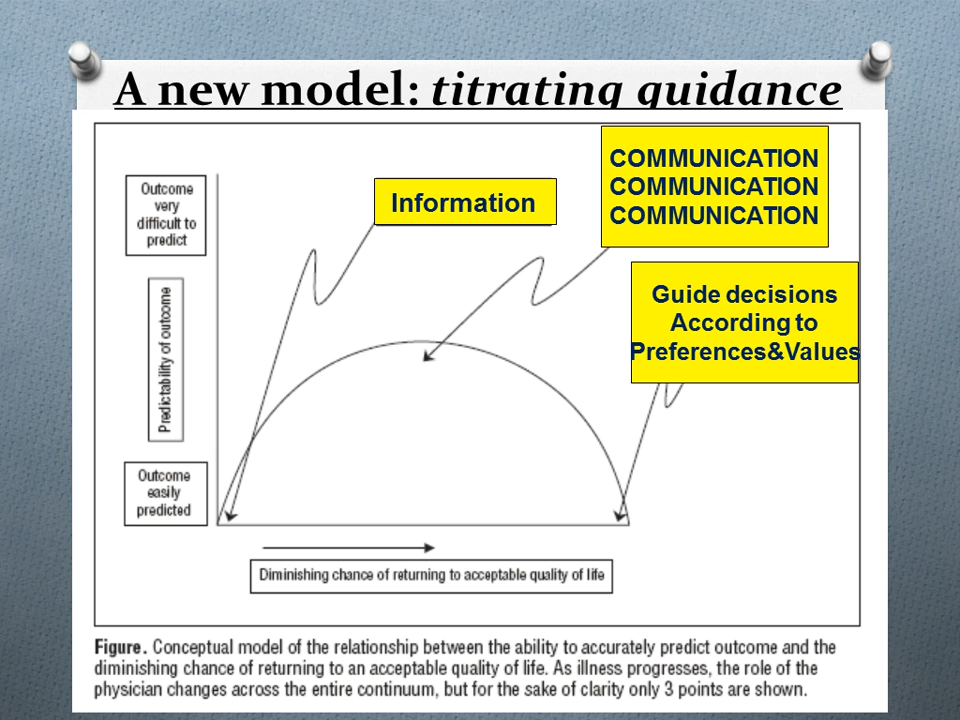 A new model: titrating guidance
COMMUNICATION
COMMUNICATION
COMMUNICATION
Information
Outcome
very
difficult to
predict
Guide decisions
According to
Preferences&Values
Predictability of outcome
Outcome
easily
predicted
Diminishing chance of returning to acceptable quality of life
Figure. Conceptual model of the relationship between the ability to accurately predict outcome and the
diminishing chance of returning to an acceptable quality of life. As illness progresses, the role of the
physician changes across the entire continuum, but for the sake of clarity only 3 points are shown.